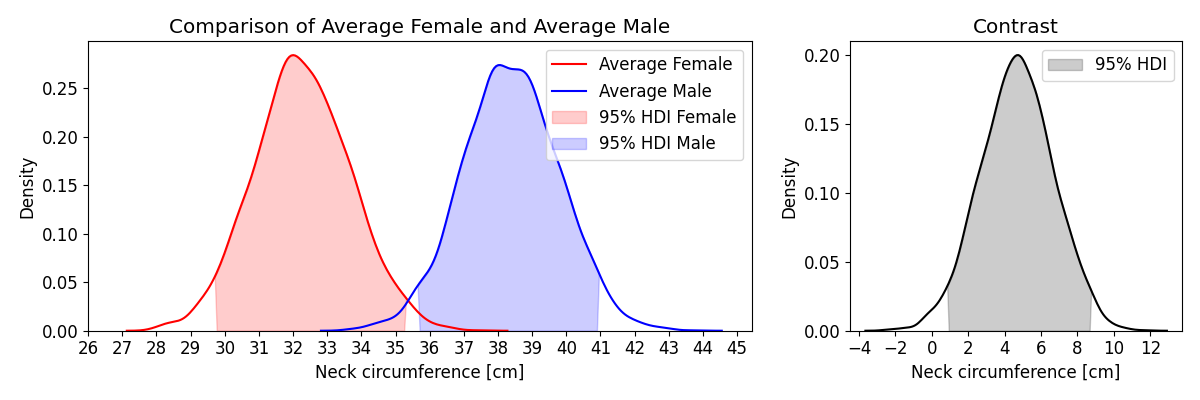 Comparison of Average Female and Average Male
Density
0.25
0.20
0.15
0.10
0.05
0.00
26 27 28 29 30 31 32 33 34 35 36 37 38 39 40 41 42 43 44 45
Neck circumference [cm]
Average Female
Average Male
95% HDI Female
95% HDI Male
Contrast
Density
0.20
0.15
0.10
0.05
0.00
−4 −2 0 2 4 6 8 10 12
Neck circumference [cm]
95% HDI